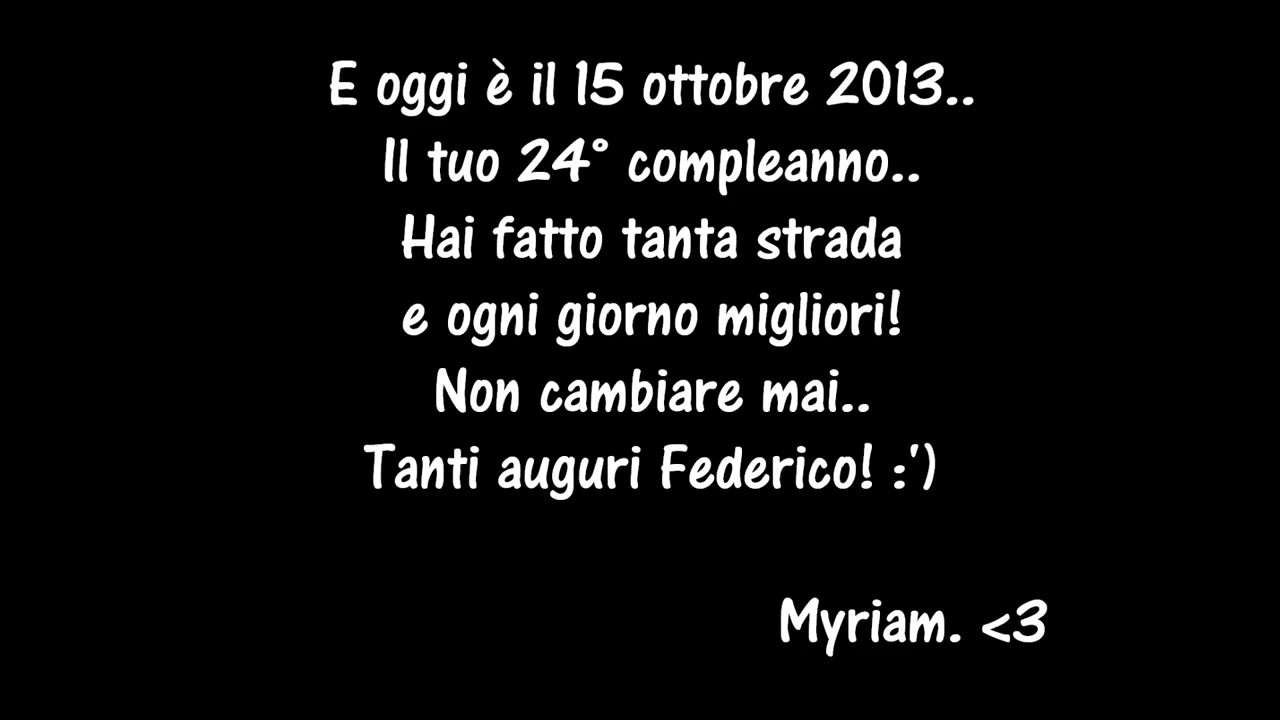 E oggi è il 15 ottobre 2013..
Il tuo 24° compleanno..
Hai fatto tanta strada
e ogni giorno migliori!
Non cambiare mai..
Tanti auguri Federico! :')
Myriam. <3